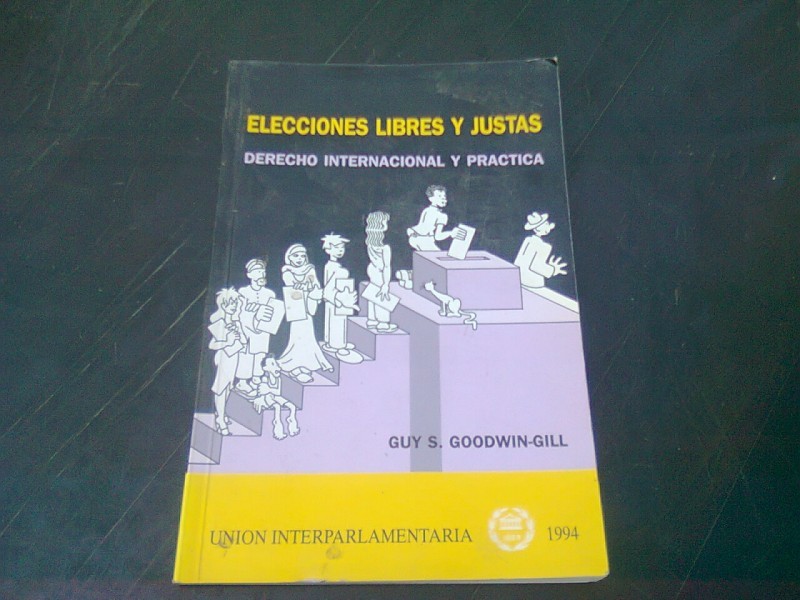 ELECCIONES LIBRES Y JUSTAS
DERECHO INTERNACIONAL Y PRACTICA
GUY S. GOODWIN-GILL
UNION INTERPARLAMENTARIA 1994